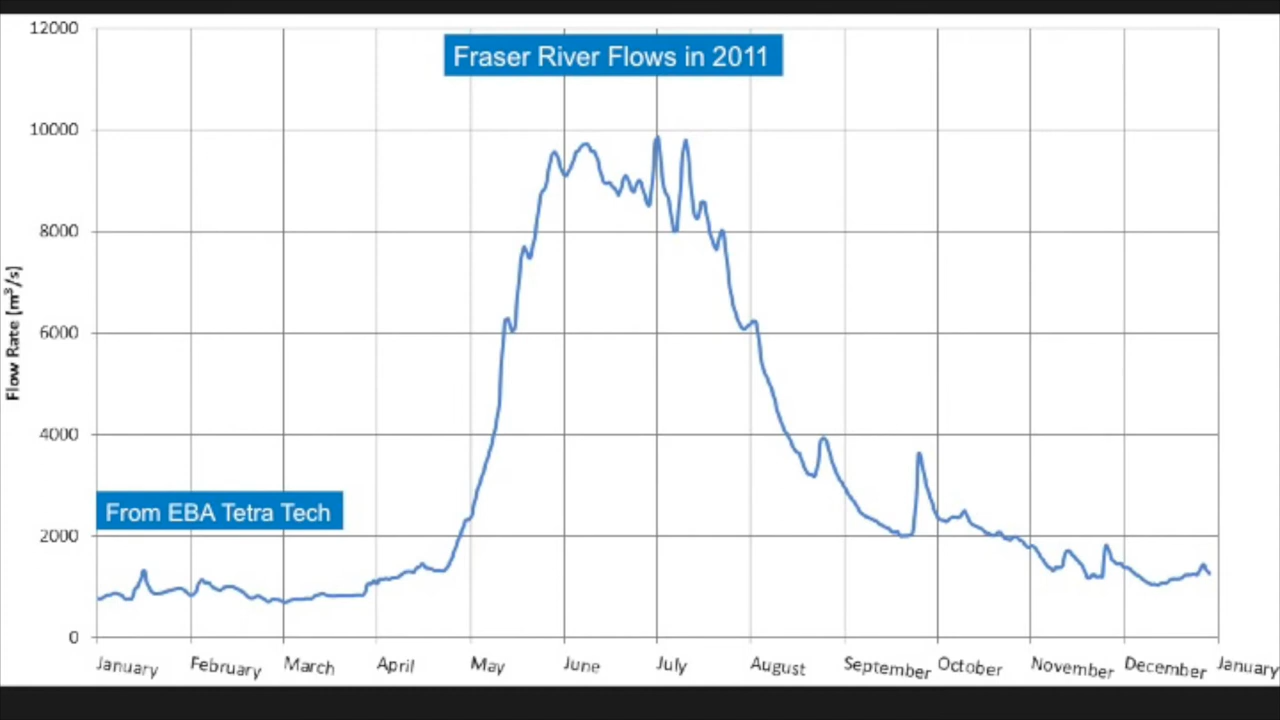 Fraser River Flows in 2011
12000
10000
8000
6000
4000
2000
0
Flow Rate [m³/s]
From EBA Tetra Tech
January February March April May June July August September October November December January